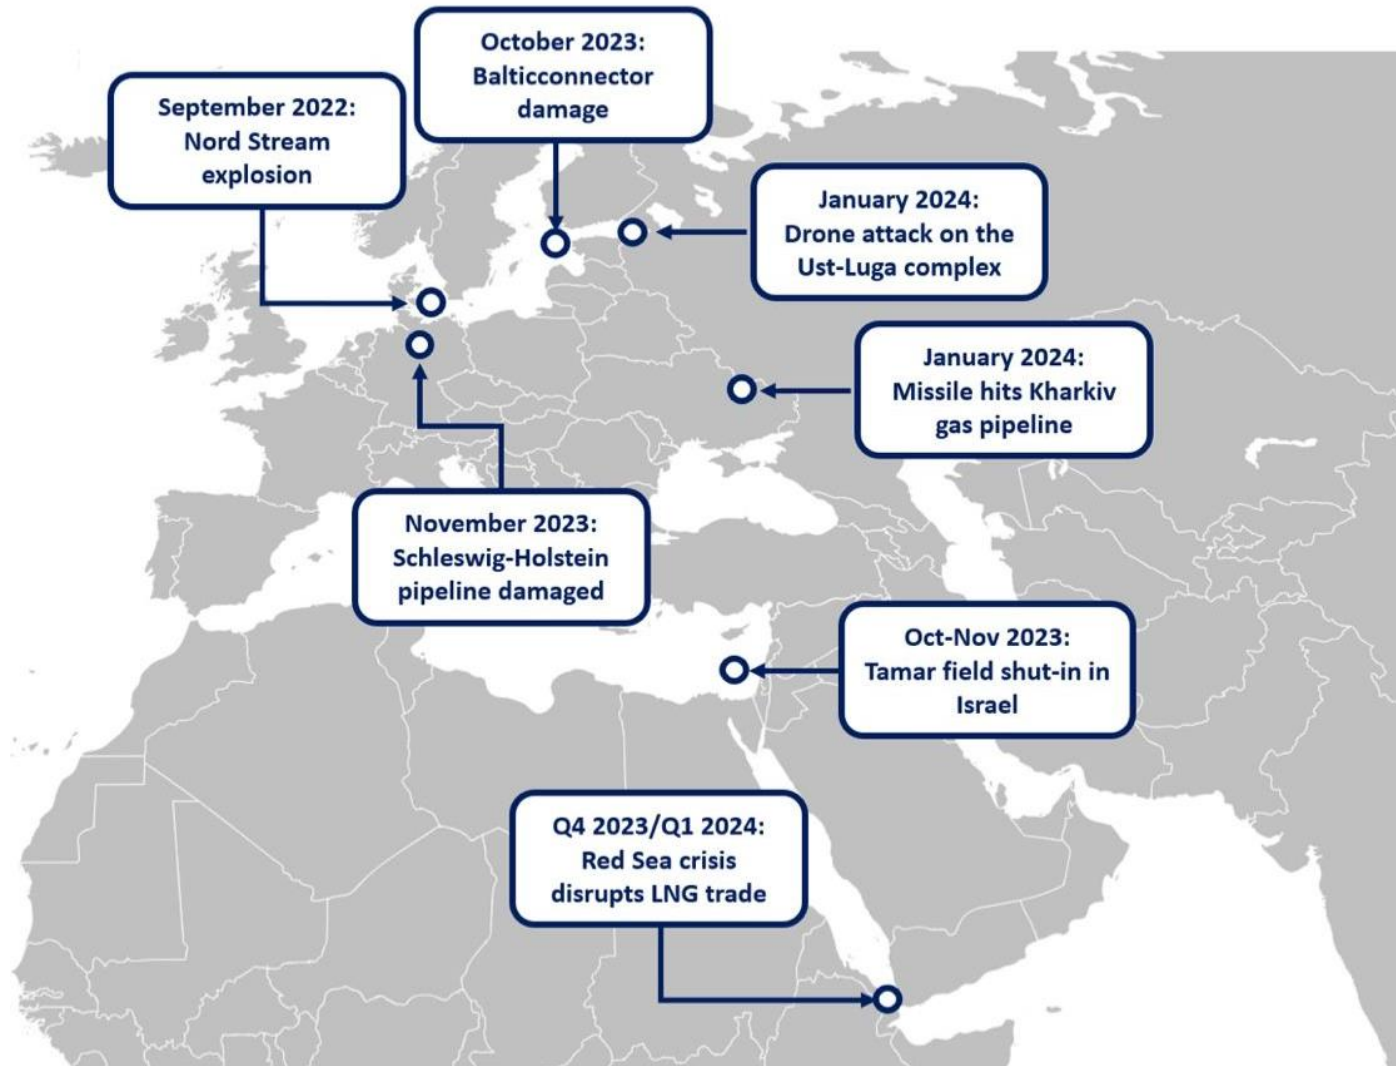 October 2023:
Balticconnector
damage
September 2022:
Nord Stream
explosion
January 2024:
Drone attack on the
Ust-Luga complex
January 2024:
Missile hits Kharkiv
gas pipeline
November 2023:
Schleswig-Holstein
pipeline damaged
Oct-Nov 2023:
Tamar field shut-in in
Israel
Q4 2023/Q1 2024:
Red Sea crisis
disrupts LNG trade